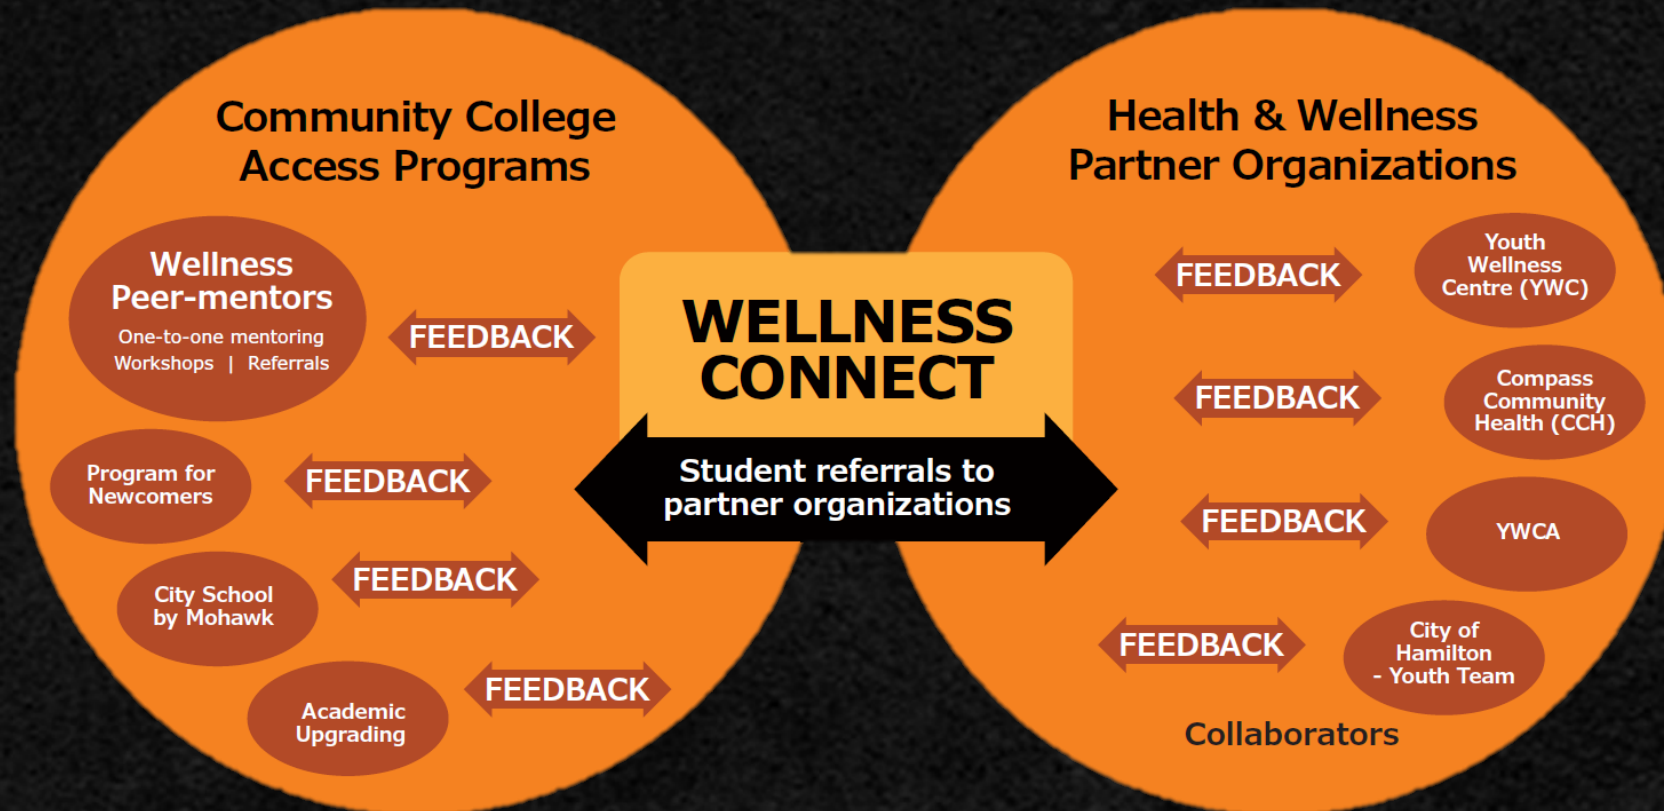 Community College
Access Programs
Wellness
Peer-mentors
One-to-one mentoring
Workshops | Referrals
FEEDBACK
Program for
Newcomers
FEEDBACK
City School
by Mohawk
FEEDBACK
Academic
Upgrading
FEEDBACK
WELLNESS
CONNECT
Student referrals to
partner organizations
Health & Wellness
Partner Organizations
FEEDBACK
Youth
Wellness
Centre (YWC)
FEEDBACK
Compass
Community
Health (CCH)
FEEDBACK
YWCA
FEEDBACK
City of
Hamilton
- Youth Team
Collaborators